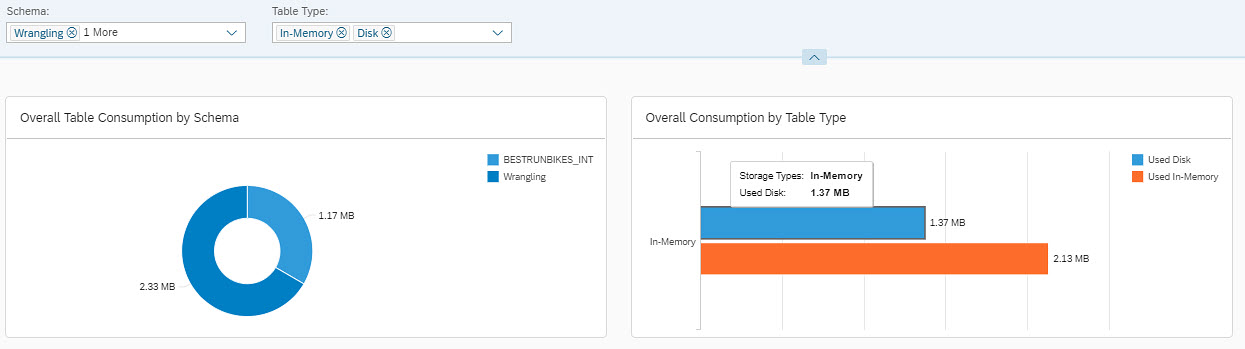 Schema:
Table Type:
Wrangling 1 More
In-Memory Disk
Overall Table Consumption by Schema
BESTRUNBIKES_INT
Wrangling
1.17 MB
2.33 MB
Overall Consumption by Table Type
Used Disk
Used In-Memory
Storage Types: In-Memory
Used Disk: 1.37 MB
1.37 MB
In-Memory
2.13 MB